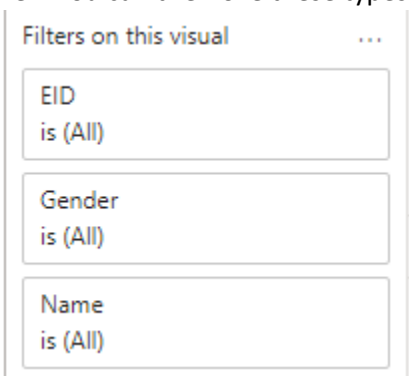 Filters on this visual ...
EID
is (All)
Gender
is (All)
Name
is (All)